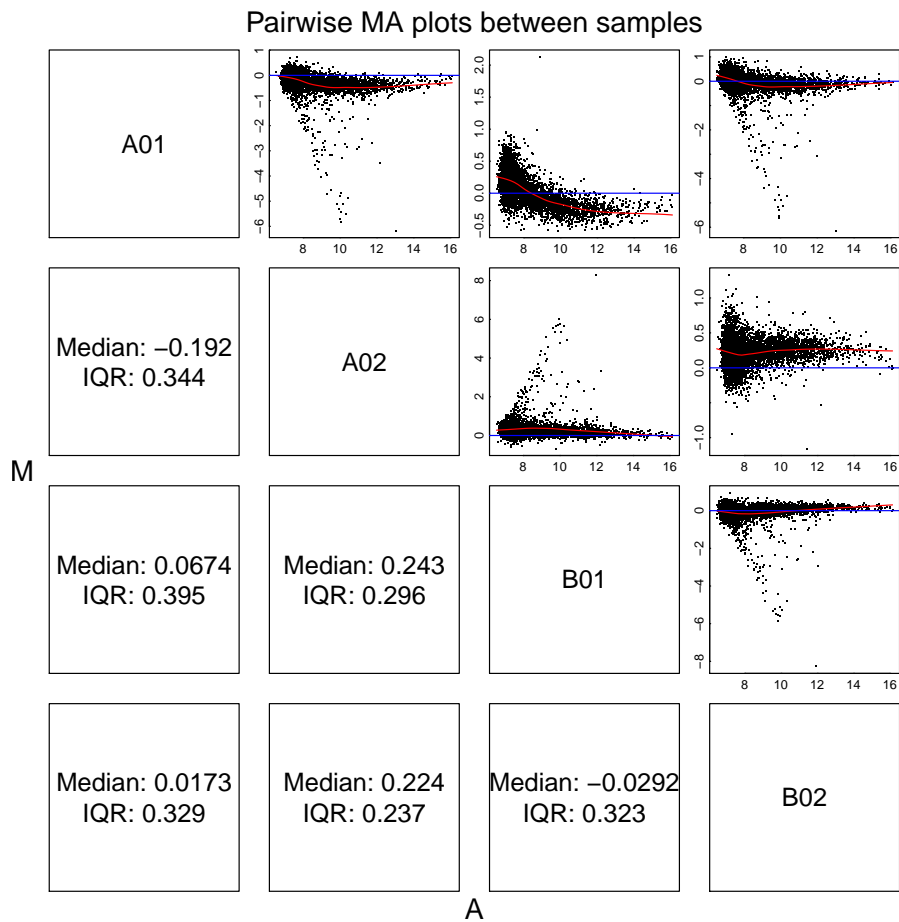 Pairwise MA plots between samples
A01
1
0
−1
−2
−3
−4
−5
−6
8 10 12 14 16
2.0
1.5
1.0
0.5
0.0
−0.5
8 10 12 14 16
0
−2
−4
−6
8 10 12 14 16
Median: −0.192
IQR: 0.344
A02
8
6
4
2
0
8 10 12 14 16
1.0
0.5
0.0
−1.0
8 10 12 14 16
M
Median: 0.0674
IQR: 0.395
Median: 0.243
IQR: 0.296
B01
0
−2
−4
−6
−8
8 10 12 14 16
Median: 0.0173
IQR: 0.329
Median: 0.224
IQR: 0.237
Median: −0.0292
IQR: 0.323
B02
A